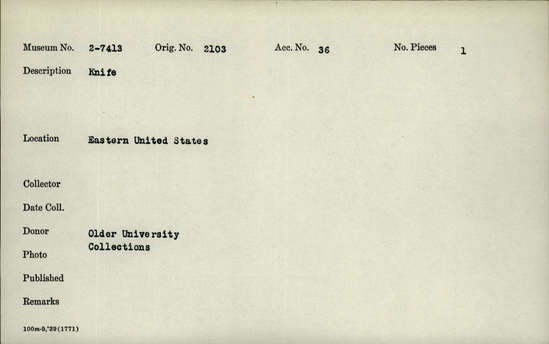 Museum No. 2-7413 Orig. No. 2103 Acc. No. 36 No. Pieces 1
Description Knife
Location Eastern United States
Collector
Date Coll.
Donor Older University
Collections
Photo
Published
Remarks
100m-9,'39(1771)